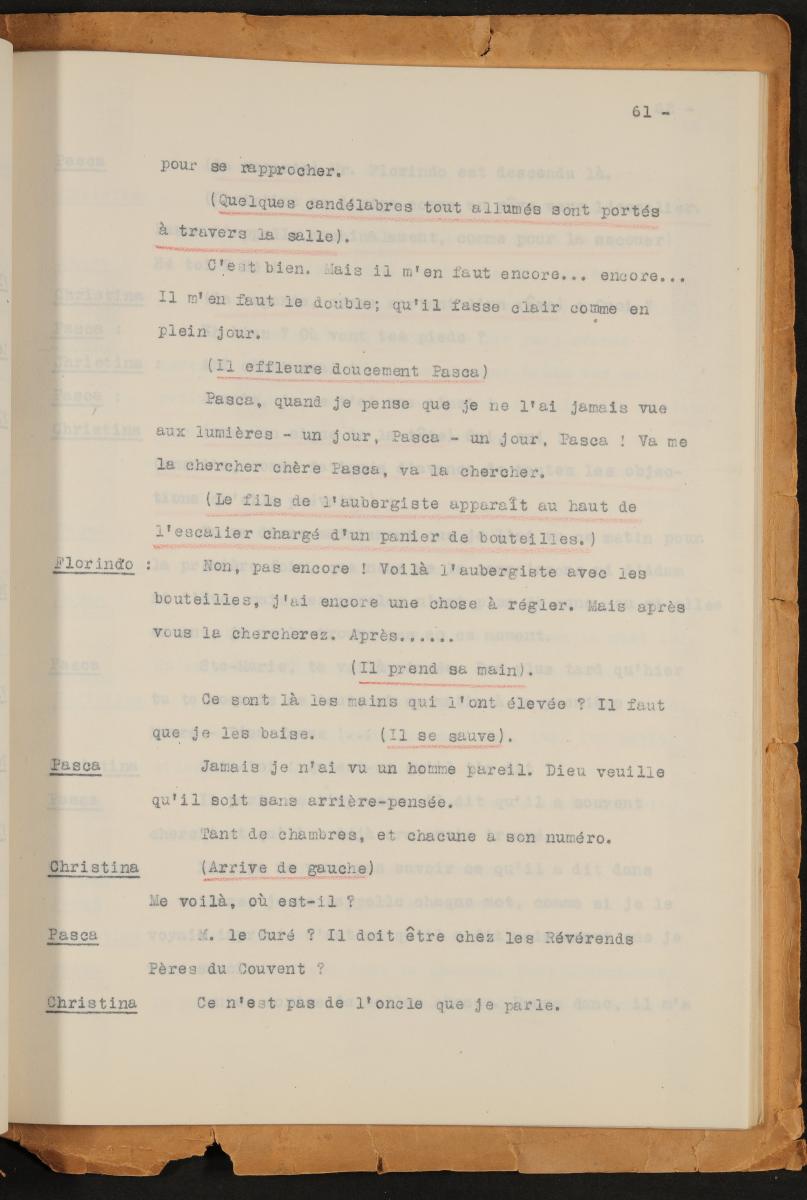 61 -
pour se rapprocher.
(Quelques candélabres tout allumés sont portés
à travers la salle).
C'est bien. Mais il m'en faut encore... encore...
Il m'en faut le double; qu'il fasse clair comme en
plein jour.
(Il effleure doucement Pasca)
Pasca, quand je pense que je ne l'ai jamais vue
aux lumières - un jour, Pasca - un jour, Pasca ! Va me
la chercher chère Pasca, va la chercher.
(Le fils de l'aubergiste apparaît au haut de
l'escalier chargé d'un panier de bouteilles.)
Florindo : Non, pas encore ! Voilà l'aubergiste avec les
bouteilles, j'ai encore une chose à régler. Mais après
vous la chercherez. Après......
(Il prend sa main).
Ce sont là les mains qui l'ont élevée ? Il faut
que je les baise. (Il se sauve).
Pasca Jamais je n'ai vu un homme pareil. Dieu veuille
qu'il soit sans arrière-pensée.
Tant de chambres, et chacune a son numéro.
Christina (Arrive de gauche)
Me voilà, où est-il ?
Pasca M. le Curé ? Il doit être chez les Révérends
Pères du Couvent ?
Christina Ce n'est pas de l'oncle que je parle.